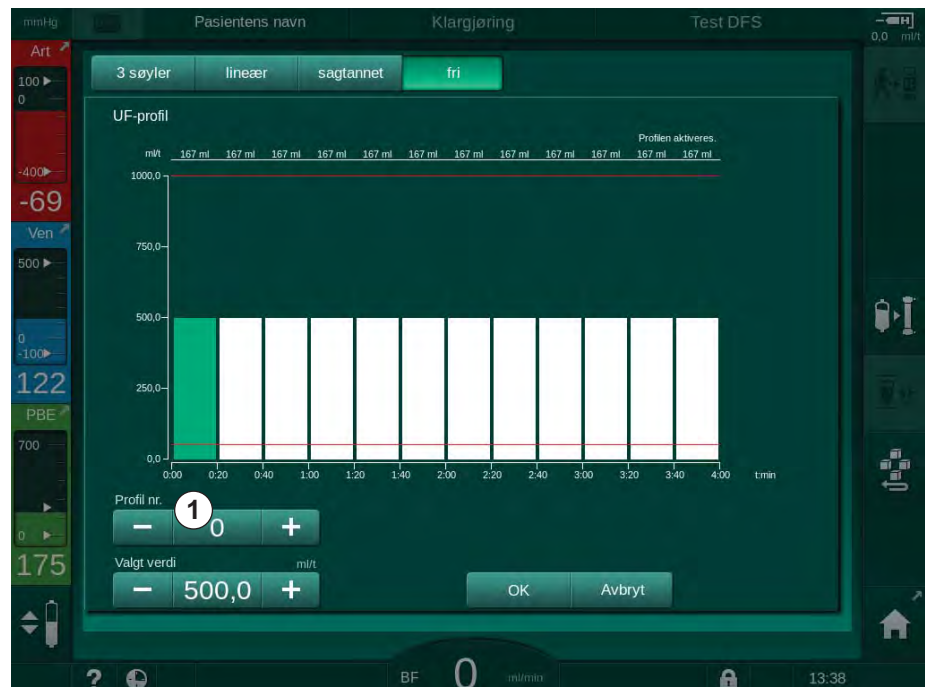 mmHg Pasientens navn Klargjøring Test DFS 0,0 ml/t
Art
100
0
-400
-69
Ven
500
0
-100
122
PBE
700
0
175
3 søyler lineær sagtannet fri
UF-profil
Profilen aktiveres.
ml/t 167 ml 167 ml 167 ml 167 ml 167 ml 167 ml 167 ml 167 ml 167 ml 167 ml 167 ml 167 ml
1000,0
750,0
500,0
250,0
0,0
0:00 0:20 0:40 1:00 1:20 1:40 2:00 2:20 2:40 3:00 3:20 3:40 4:00 t:min
Profil nr.
1
− 0 +
Valgt verdi ml/t
− 500,0 + OK Avbryt
? BF 0 ml/min 13:38